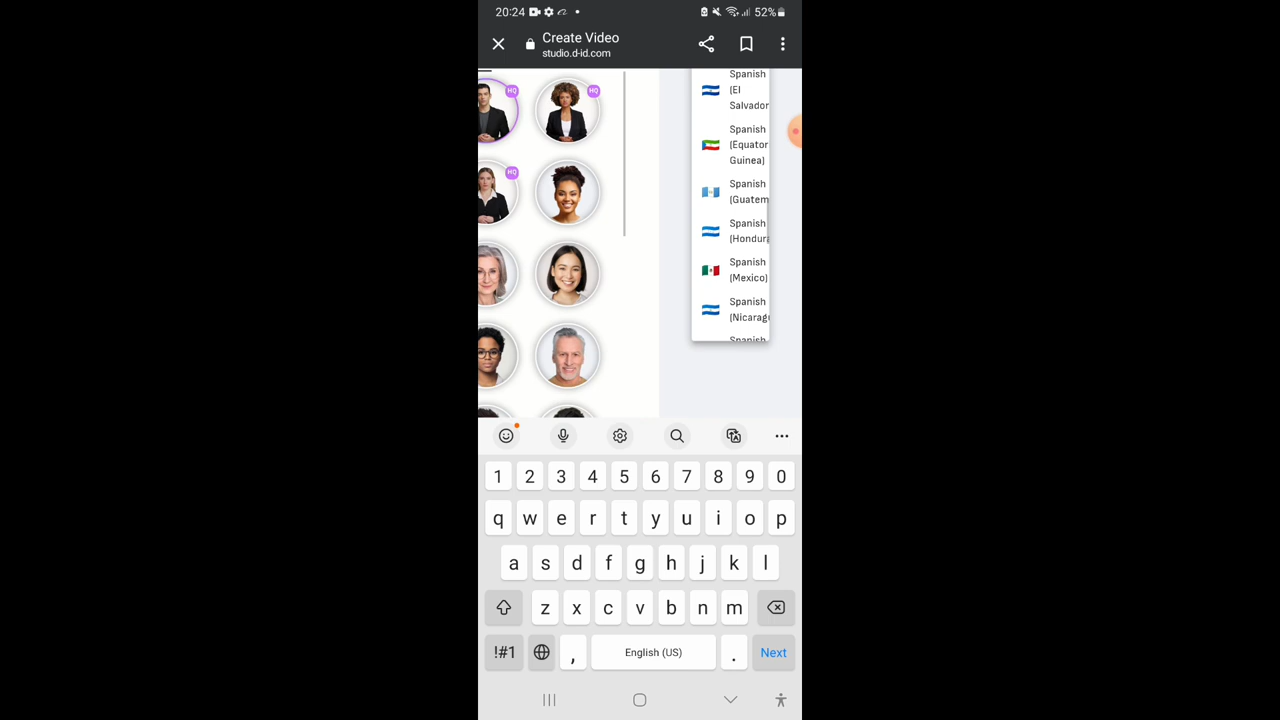 20:24
52%
Create Video
studio.d-id.com
HQ
HQ
HQ
Spanish
(El
Salvador
Spanish
(Equator
Guinea)
Spanish
(Guatem
Spanish
(Hondur
Spanish
(Mexico)
Spanish
(Nicarag
Spanish
1 2 3 4 5 6 7 8 9 0
q w e r t y u i o p
a s d f g h j k l
z x c v b n m
!#1 , English (US) . Next